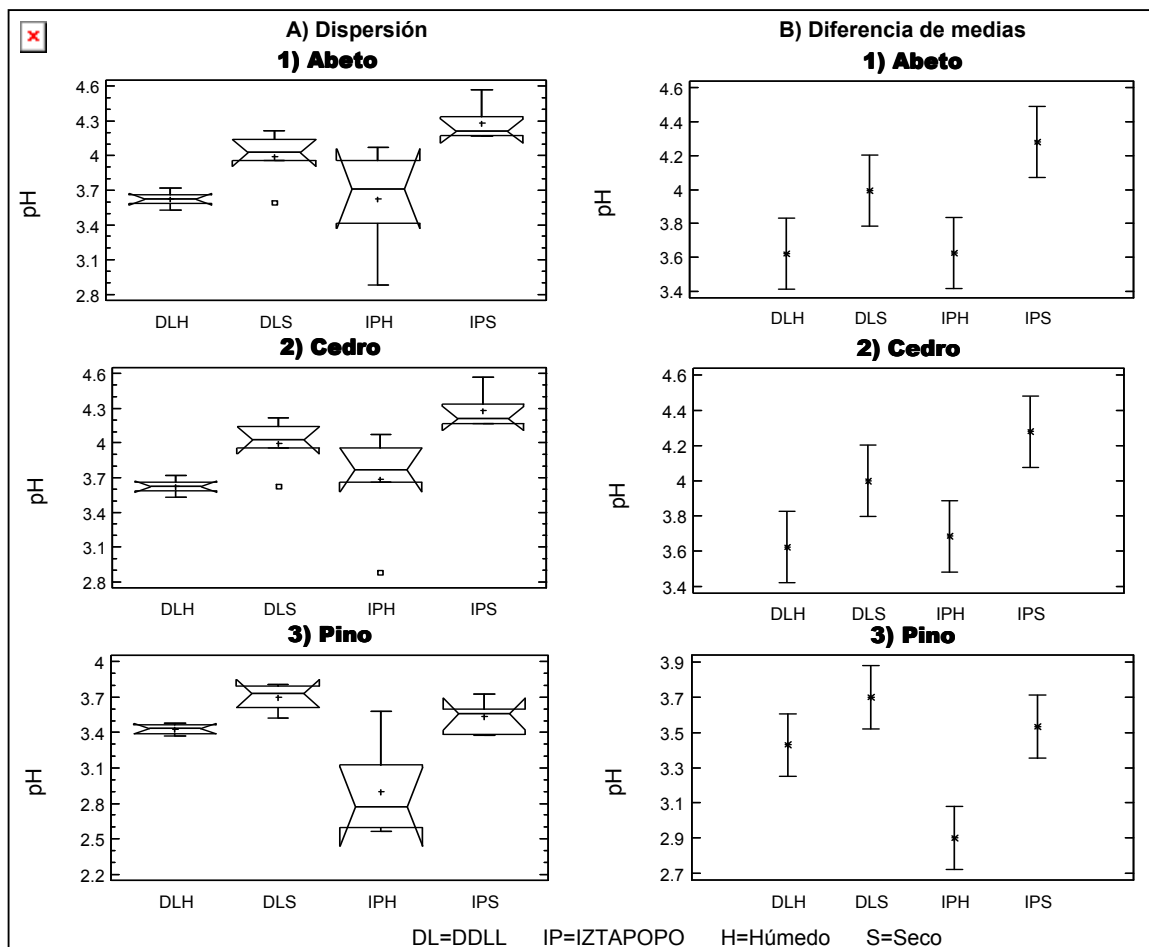 A) Dispersión
1) Abeto
4.6
4.3
4
3.7
3.4
3.1
2.8
pH
DLH DLS IPH IPS
2) Cedro
4.6
4.3
4
3.7
3.4
3.1
2.8
pH
DLH DLS IPH IPS
3) Pino
4
3.7
3.4
3.1
2.8
2.5
2.2
pH
DLH DLS IPH IPS
B) Diferencia de medias
1) Abeto
4.6
4.4
4.2
4
3.8
3.6
3.4
pH
DLH DLS IPH IPS
2) Cedro
4.6
4.4
4.2
4
3.8
3.6
3.4
pH
DLH DLS IPH IPS
3) Pino
3.9
3.7
3.5
3.3
3.1
2.9
2.7
pH
DLH DLS IPH IPS
DL=DDLL IP=IZTAPOPO H=Húmedo S=Seco